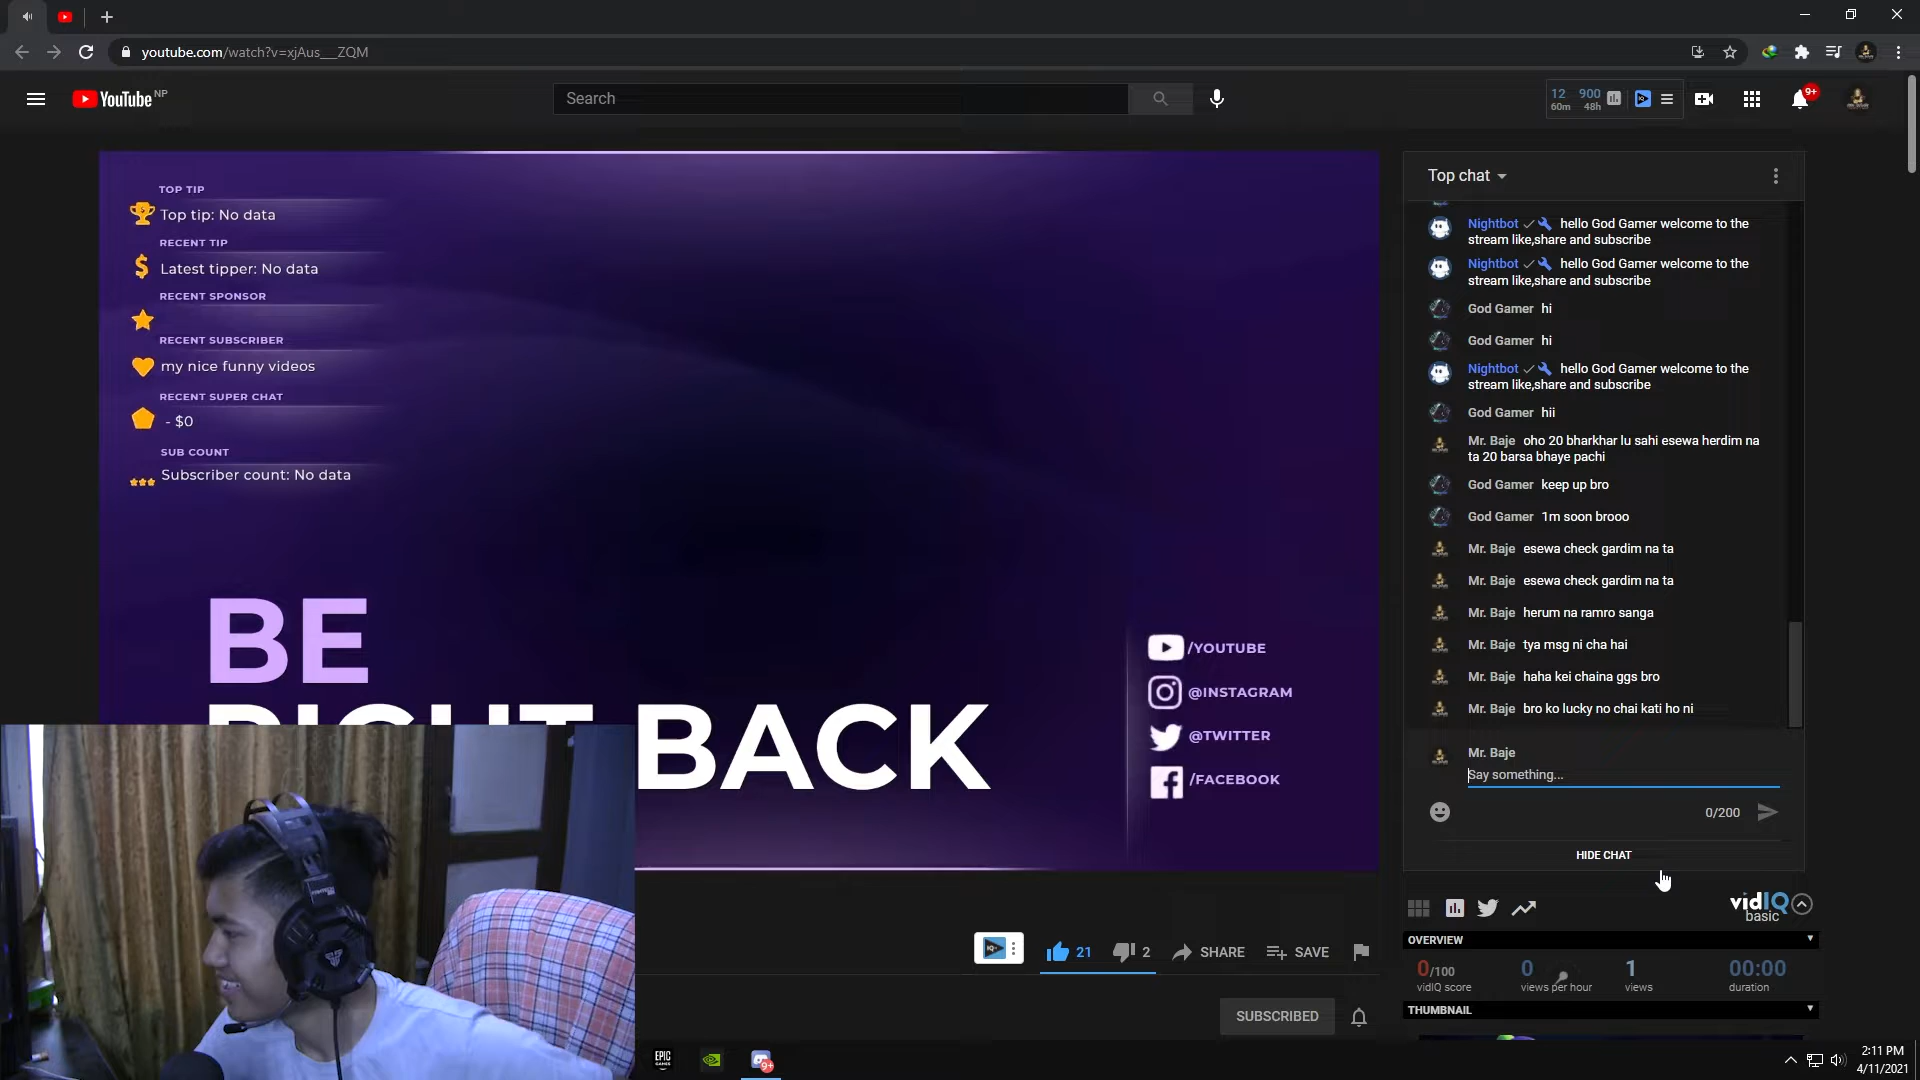 youtube.com/watch?v=xjAus__ZQM
YouTube NP
Search
12 900
60m 48h
9+
TOP TIP
Top tip: No data
RECENT TIP
Latest tipper: No data
RECENT SPONSOR
RECENT SUBSCRIBER
my nice funny videos
RECENT SUPER CHAT
- $0
SUB COUNT
Subscriber count: No data
BE
RIGHT BACK
/YOUTUBE
@INSTAGRAM
@TWITTER
/FACEBOOK
21 2 SHARE SAVE
SUBSCRIBED
Top chat
Nightbot hello God Gamer welcome to the
stream like,share and subscribe
Nightbot hello God Gamer welcome to the
stream like,share and subscribe
God Gamer hi
God Gamer hi
Nightbot hello God Gamer welcome to the
stream like,share and subscribe
God Gamer hii
Mr. Baje oho 20 bharkhar lu sahi esewa herdim na
ta 20 barsa bhaye pachi
God Gamer keep up bro
God Gamer 1m soon brooo
Mr. Baje esewa check gardim na ta
Mr. Baje esewa check gardim na ta
Mr. Baje herum na ramro sanga
Mr. Baje tya msg ni cha hai
Mr. Baje haha kei chaina ggs bro
Mr. Baje bro ko lucky no chai kati ho ni
Mr. Baje
Say something...
0/200
HIDE CHAT
vidIQ
basic
OVERVIEW
0/100 0 1 00:00
vidIQ score views per hour views duration
THUMBNAIL
EPIC
GAMES
9+
2:11 PM
4/11/2021